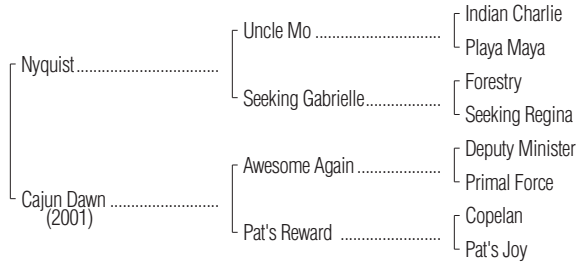 Indian Charlie
Uncle Mo
Playa Maya
Nyquist
Forestry
Seeking Gabrielle
Seeking Regina
Deputy Minister
Awesome Again
Primal Force
Cajun Dawn
(2001)
Copelan
Pat's Reward
Pat's Joy